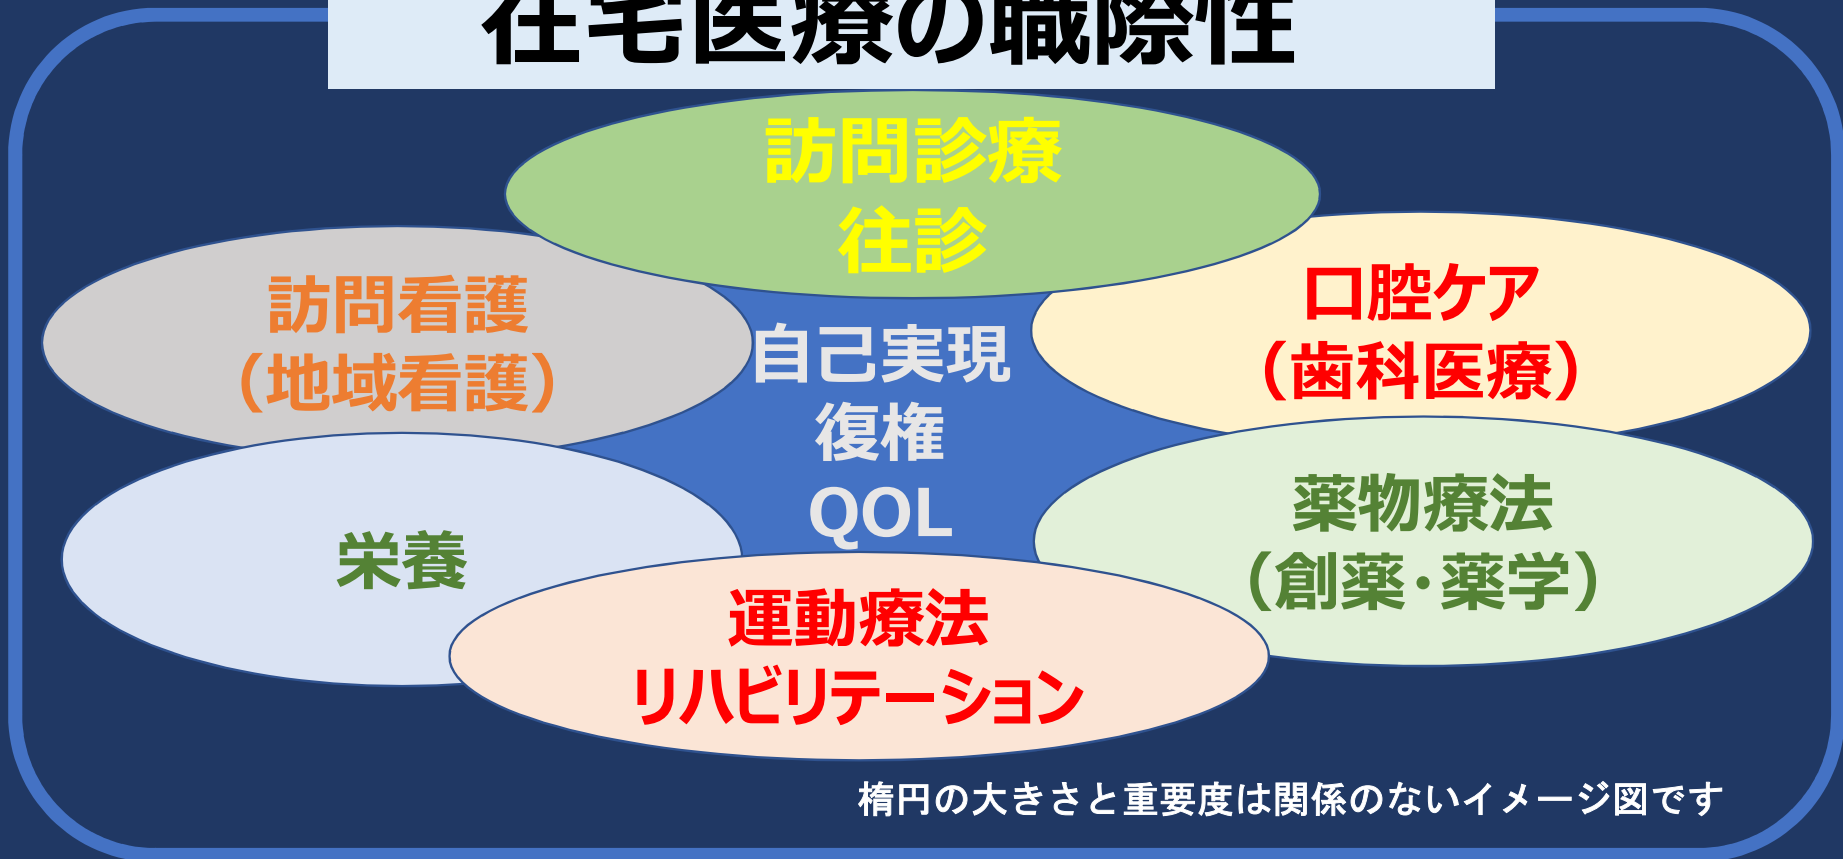 在宅医療の職際性
訪問診療
往診
訪問看護
（地域看護）
口腔ケア
（歯科医療）
自己実現
復権
QOL
栄養
薬物療法
（創薬・薬学）
運動療法
リハビリテーション
楕円の大きさと重要度は関係のないイメージ図です